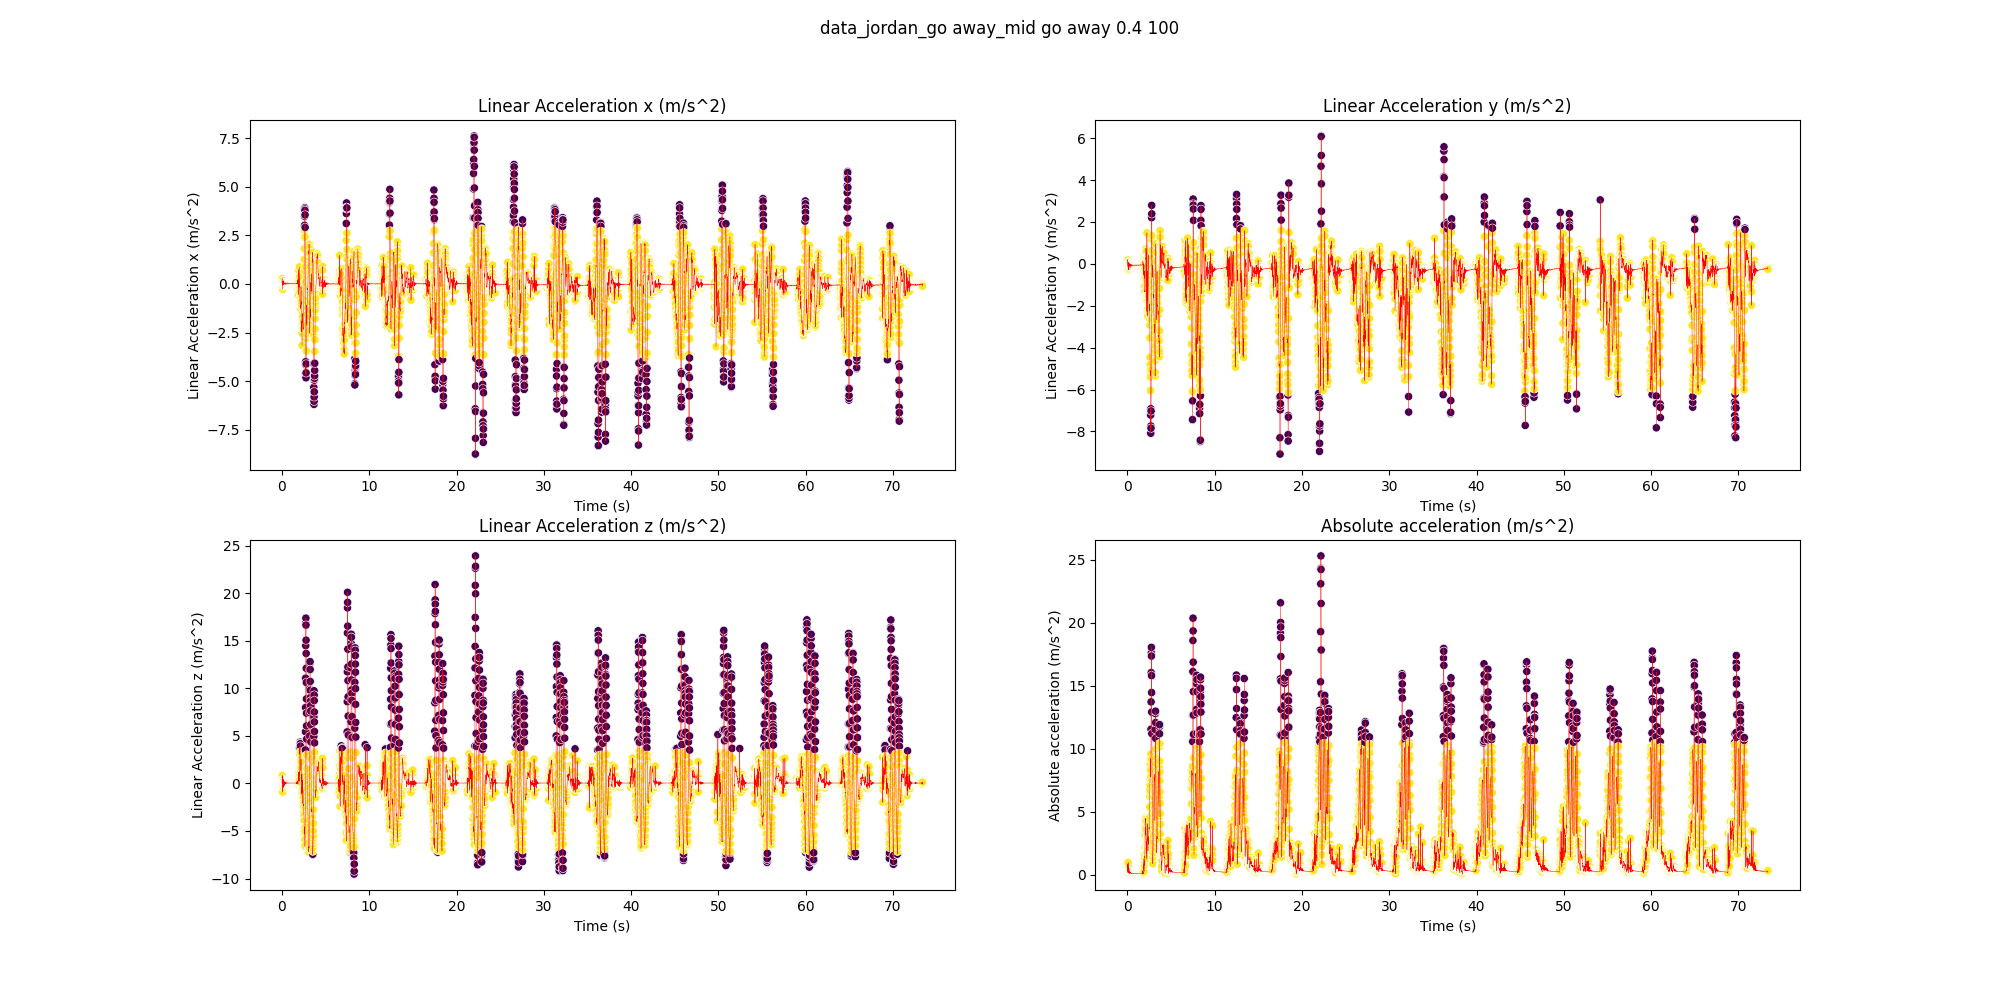 data_jordan_go away_mid go away 0.4 100
Linear Acceleration x (m/s^2)
Linear Acceleration x (m/s^2)
7.5
5.0
2.5
0.0
−2.5
−5.0
−7.5
0 10 20 30 40 50 60 70
Time (s)
Linear Acceleration y (m/s^2)
Linear Acceleration y (m/s^2)
6
4
2
0
−2
−4
−6
−8
0 10 20 30 40 50 60 70
Time (s)
Linear Acceleration z (m/s^2)
Linear Acceleration z (m/s^2)
25
20
15
10
5
0
−5
−10
0 10 20 30 40 50 60 70
Time (s)
Absolute acceleration (m/s^2)
Absolute acceleration (m/s^2)
25
20
15
10
5
0
0 10 20 30 40 50 60 70
Time (s)